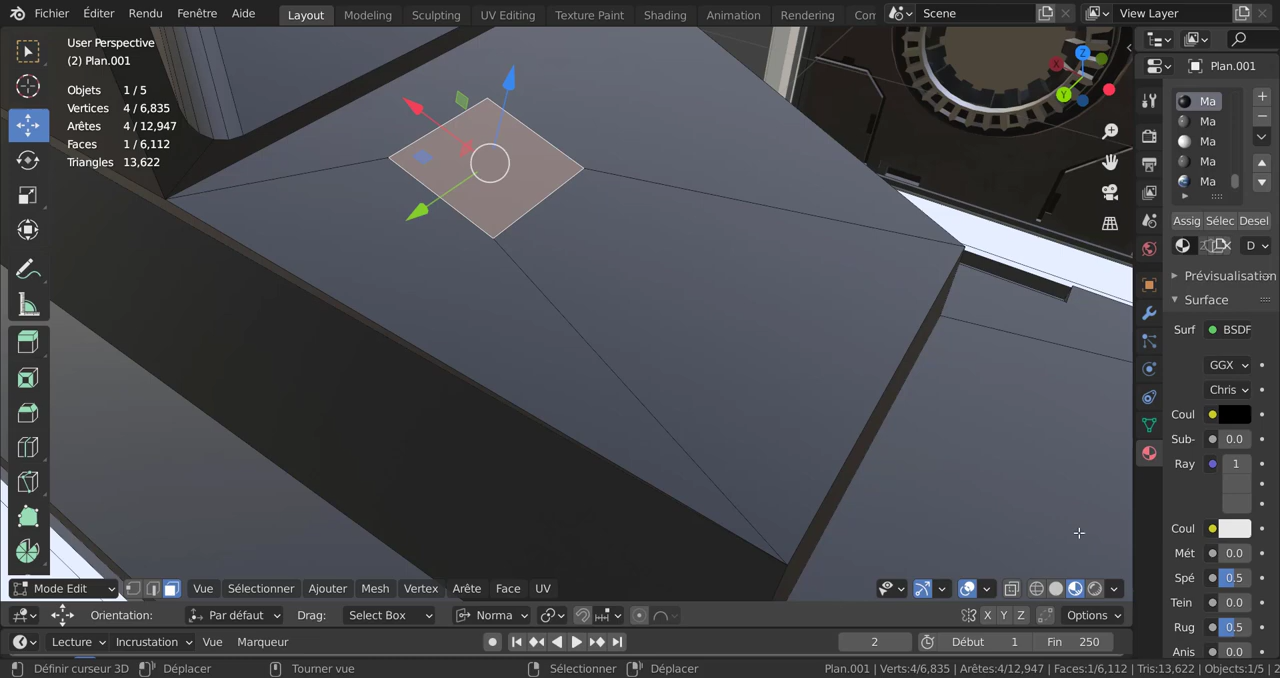 Fichier Éditer Rendu Fenêtre Aide Layout Modeling Sculpting UV Editing Texture Paint Shading Animation Rendering Scene View Layer
User Perspective
(2) Plan.001
Plan.001
Objets 1 / 5
Vertices 4 / 6,835
Arêtes 4 / 12,947
Faces 1 / 6,112
Triangles 13,622
Z
X
Y
Ma
Ma
Ma
Ma
Ma
Assig Sélec Desel
D
Prévisualisation
Surface
Surf BSDF
GGX
Chris
Coul
Sub- 0.0
Ray 1
Coul
Mét 0.0
Spé 0.5
Tein 0.0
Rug 0.5
Anis 0.0
Mode Edit Vue Sélectionner Ajouter Mesh Vertex Arête Face UV
Orientation: Par défaut Drag: Select Box Norma X Y Z Options
Lecture Incrustation Vue Marqueur 2 Début 1 Fin 250
Définir curseur 3D Déplacer Tourner vue Sélectionner Déplacer Plan.001 | Verts:4/6,835 | Arêtes:4/12,947 | Faces:1/6,112 | Tris:13,622 | Objects:1/5 | 2